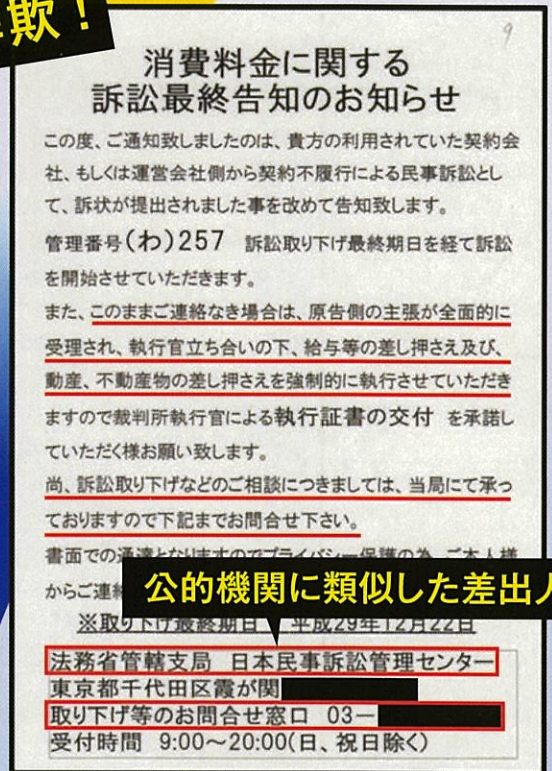 欺！
9
消費料金に関する
訴訟最終告知のお知らせ
この度、ご通知致しましたのは、貴方の利用されていた契約会
社、もしくは運営会社側から契約不履行による民事訴訟とし
て、訴状が提出されました事を改めて告知致します。
管理番号(わ)257 訴訟取り下げ最終期日を経て訴訟
を開始させていただきます。
また、このままご連絡なき場合は、原告側の主張が全面的に
受理され、執行官立ち合いの下、給与等の差し押さえ及び、
動産、不動産物の差し押さえを強制的に執行させていただき
ますので裁判所執行官による執行証書の交付 を承諾し
ていただく様お願い致します。
尚、訴訟取り下げなどのご相談につきましては、当局にて承っ
ておりますので下記までお問合せ下さい。
書面での通達となりますのでプライバシー保護の為、ご本人様
からご連絡
公的機関に類似した差出人
※取り下げ最終期日 平成29年12月22日
法務省管轄支局 日本民事訴訟管理センター
東京都千代田区霞が関
取り下げ等のお問合せ窓口 03―
受付時間 9:00～20:00(日、祝日除く)